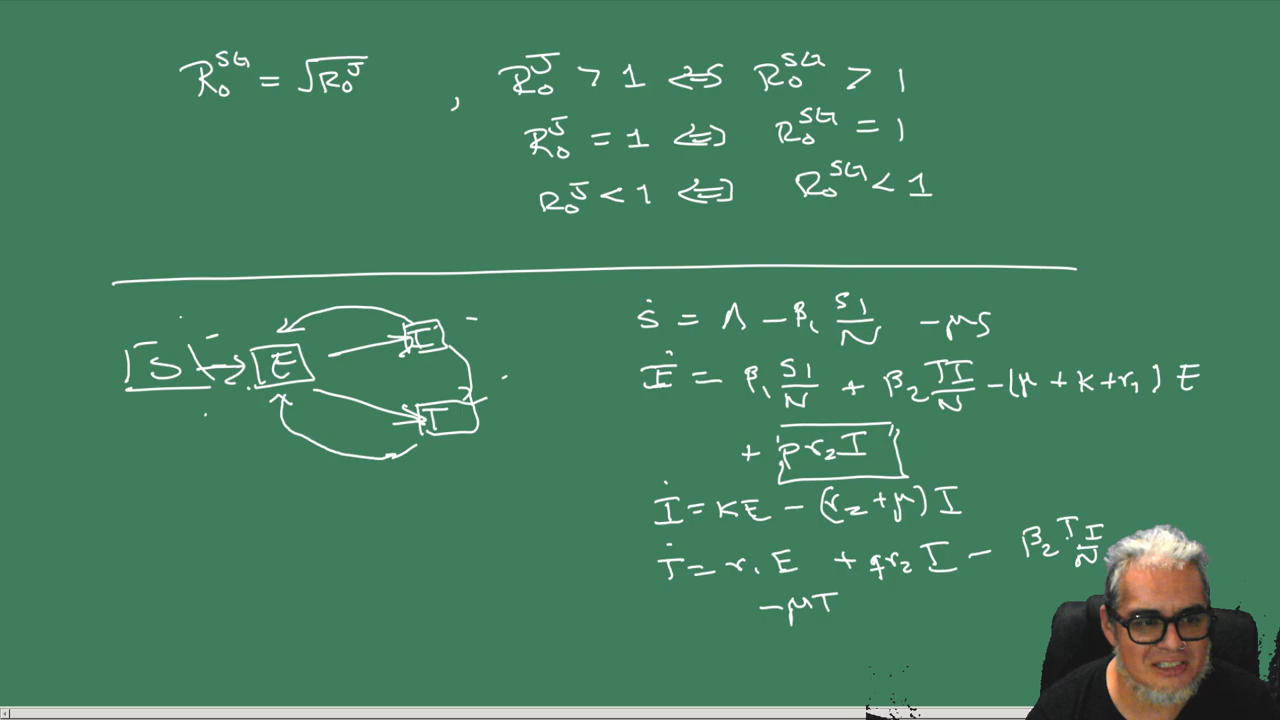 R₀^SG = √R₀^J , R₀^J > 1 ⇔ R₀^SG > 1
R₀^J = 1 ⇔ R₀^SG = 1
R₀^J < 1 ⇔ R₀^SG < 1
S E I T
Ṡ = Λ − β₁ SI/N − μS
Ė = β₁ SI/N + β₂ TI/N − (μ + κ + r₁) E
+ pr₂I
İ = κE − (r₂ + μ) I
Ṫ = r₁E + qr₂I − β₂ TI/N
− μT